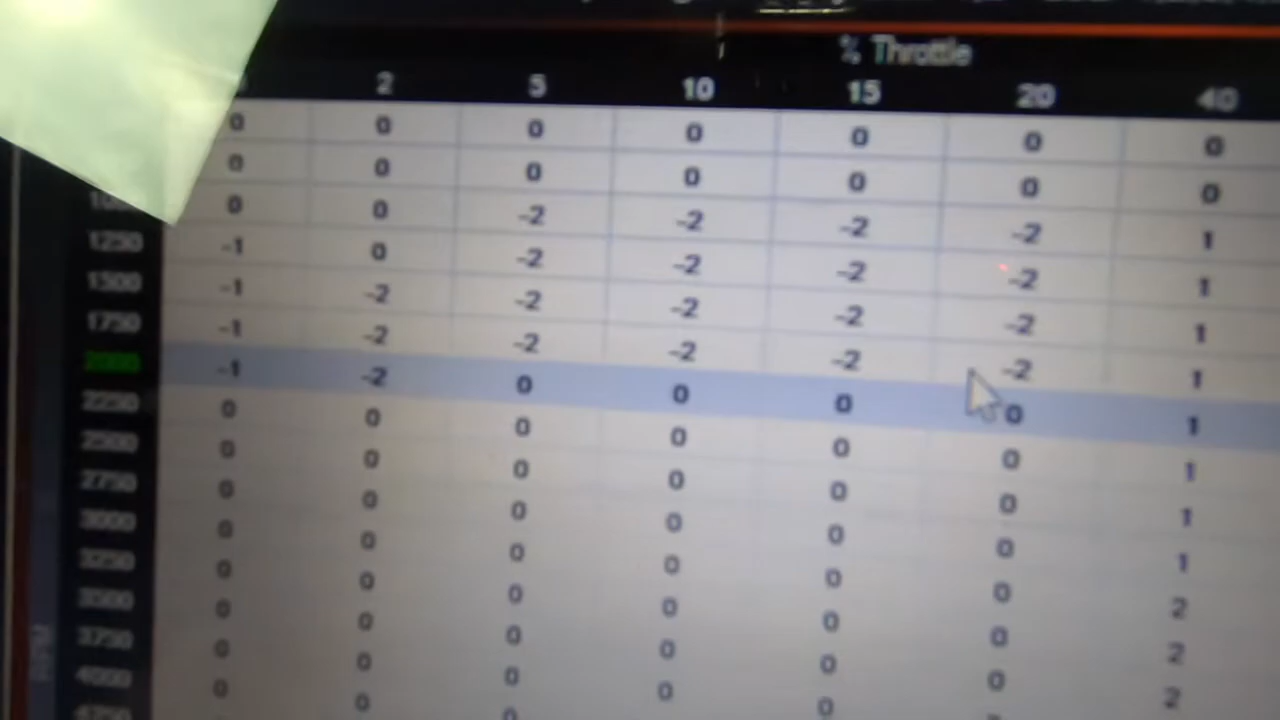 % Throttle
2 5 10 15 20 40
0 0 0 0 0 0 0
0 0 0 0 0 0 0
0 0 -2 -2 -2 -2 1
1250 -1 0 -2 -2 -2 -2 1
1500 -1 -2 -2 -2 -2 -2 1
1750 -1 -2 -2 -2 -2 -2 1
2000 -1 -2 0 0 0 0 1
2250 0 0 0 0 0 0 1
2500 0 0 0 0 0 0 1
2750 0 0 0 0 0 0 1
3000 0 0 0 0 0 0 2
3250 0 0 0 0 0 0 2
3500 0 0 0 0 0 0 2
3750 0 0 0 0 0
4000 0 0 0
RPM